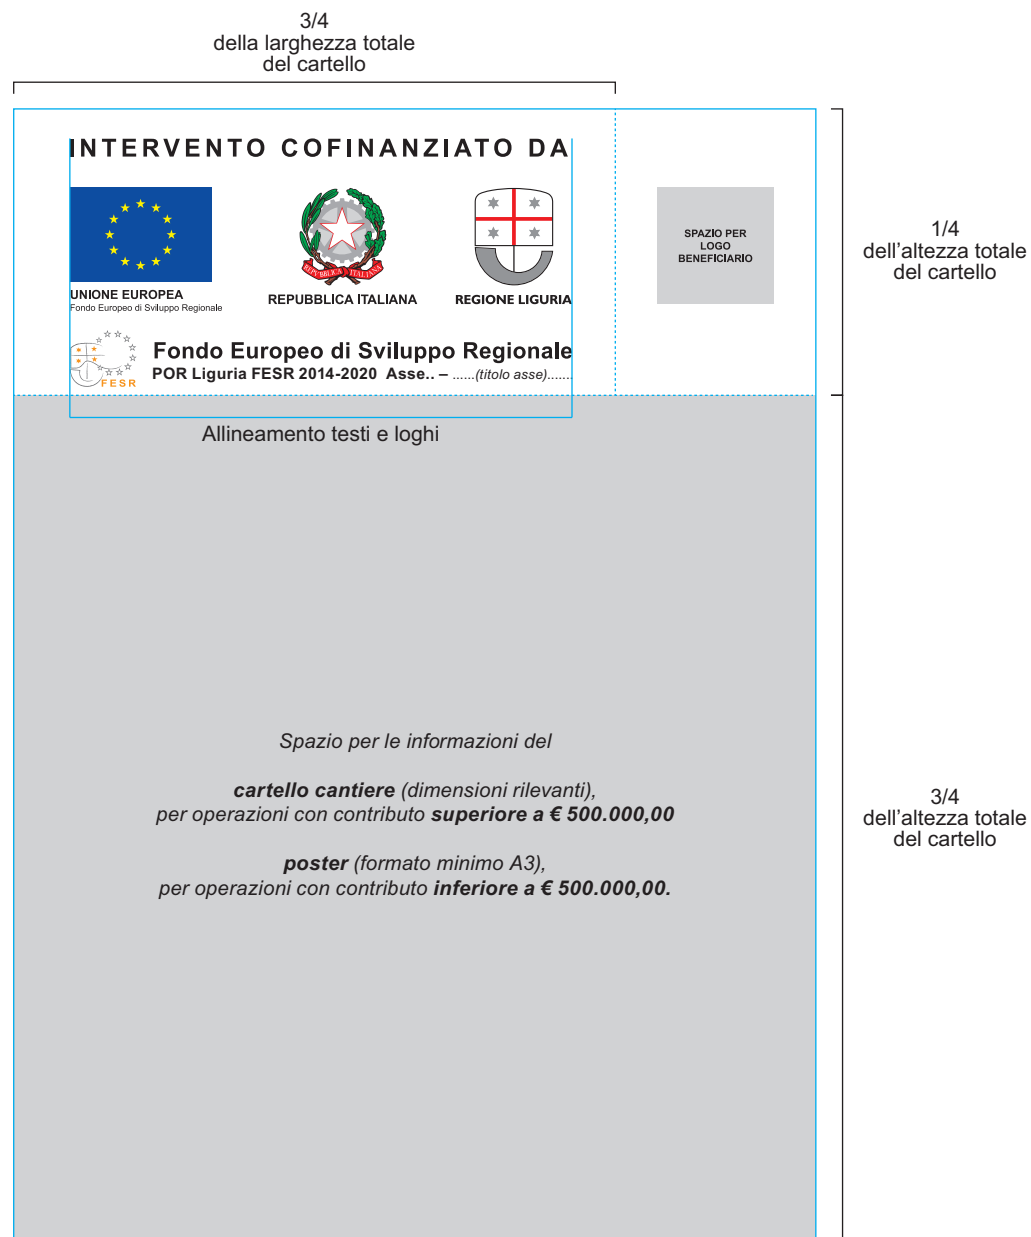 3/4
della larghezza totale
del cartello
INTERVENTO COFINANZIATO DA
UNIONE EUROPEA
Fondo Europeo di Sviluppo Regionale
REPUBBLICA ITALIANA
REPUBBLICA ITALIANA
REGIONE LIGURIA
SPAZIO PER
LOGO
BENEFICIARIO
1/4
dell'altezza totale
del cartello
FESR
Fondo Europeo di Sviluppo Regionale
POR Liguria FESR 2014-2020 Asse.. – ......(titolo asse).......
Allineamento testi e loghi
Spazio per le informazioni del
cartello cantiere (dimensioni rilevanti),
per operazioni con contributo superiore a € 500.000,00
poster (formato minimo A3),
per operazioni con contributo inferiore a € 500.000,00.
3/4
dell'altezza totale
del cartello